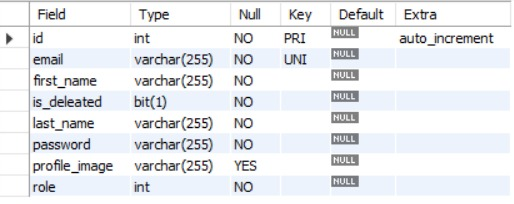 Field Type Null Key Default Extra
id int NO PRI NULL auto_increment
email varchar(255) NO UNI NULL
first_name varchar(255) NO NULL
is_deleated bit(1) NO NULL
last_name varchar(255) NO NULL
password varchar(255) NO NULL
profile_image varchar(255) YES NULL
role int NO NULL